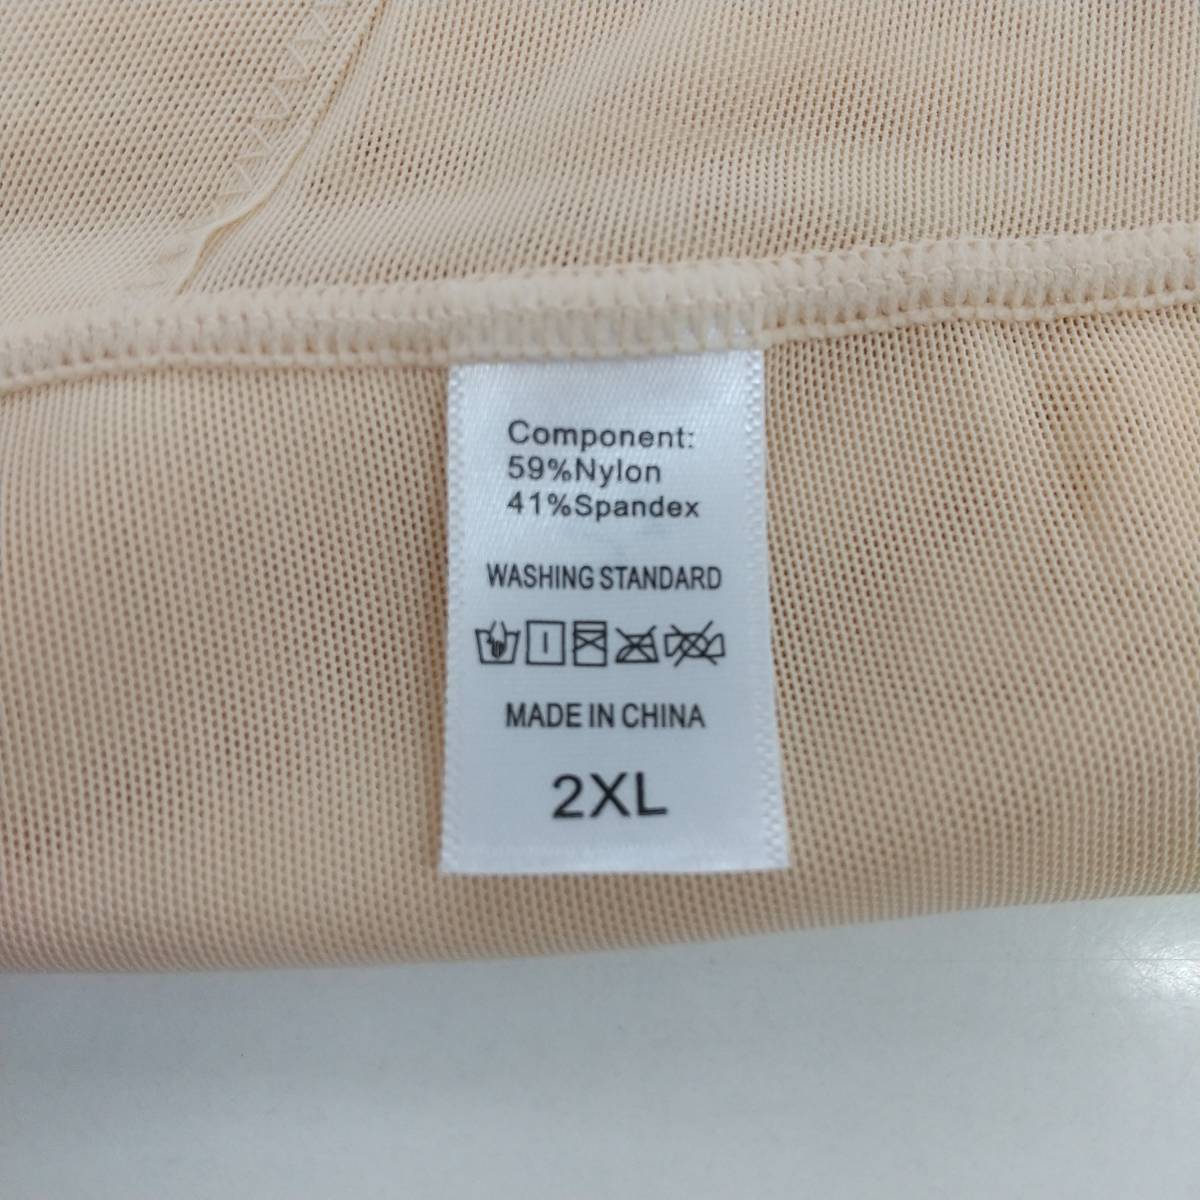 Component:
59%Nylon
41%Spandex
WASHING STANDARD
MADE IN CHINA
2XL